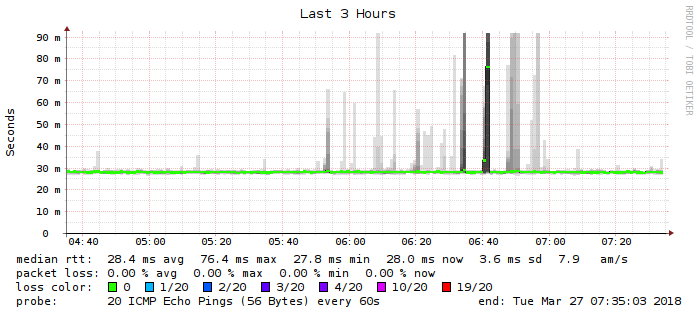 Last 3 Hours
RRDTOOL / TOBI OETIKER
Seconds
90 m
80 m
70 m
60 m
50 m
40 m
30 m
20 m
10 m
0
04:40 05:00 05:20 05:40 06:00 06:20 06:40 07:00 07:20
median rtt: 28.4 ms avg 76.4 ms max 27.8 ms min 28.0 ms now 3.6 ms sd 7.9 am/s
packet loss: 0.00 % avg 0.00 % max 0.00 % min 0.00 % now
loss color: 0 1/20 2/20 3/20 4/20 10/20 19/20
probe: 20 ICMP Echo Pings (56 Bytes) every 60s end: Tue Mar 27 07:35:03 2018